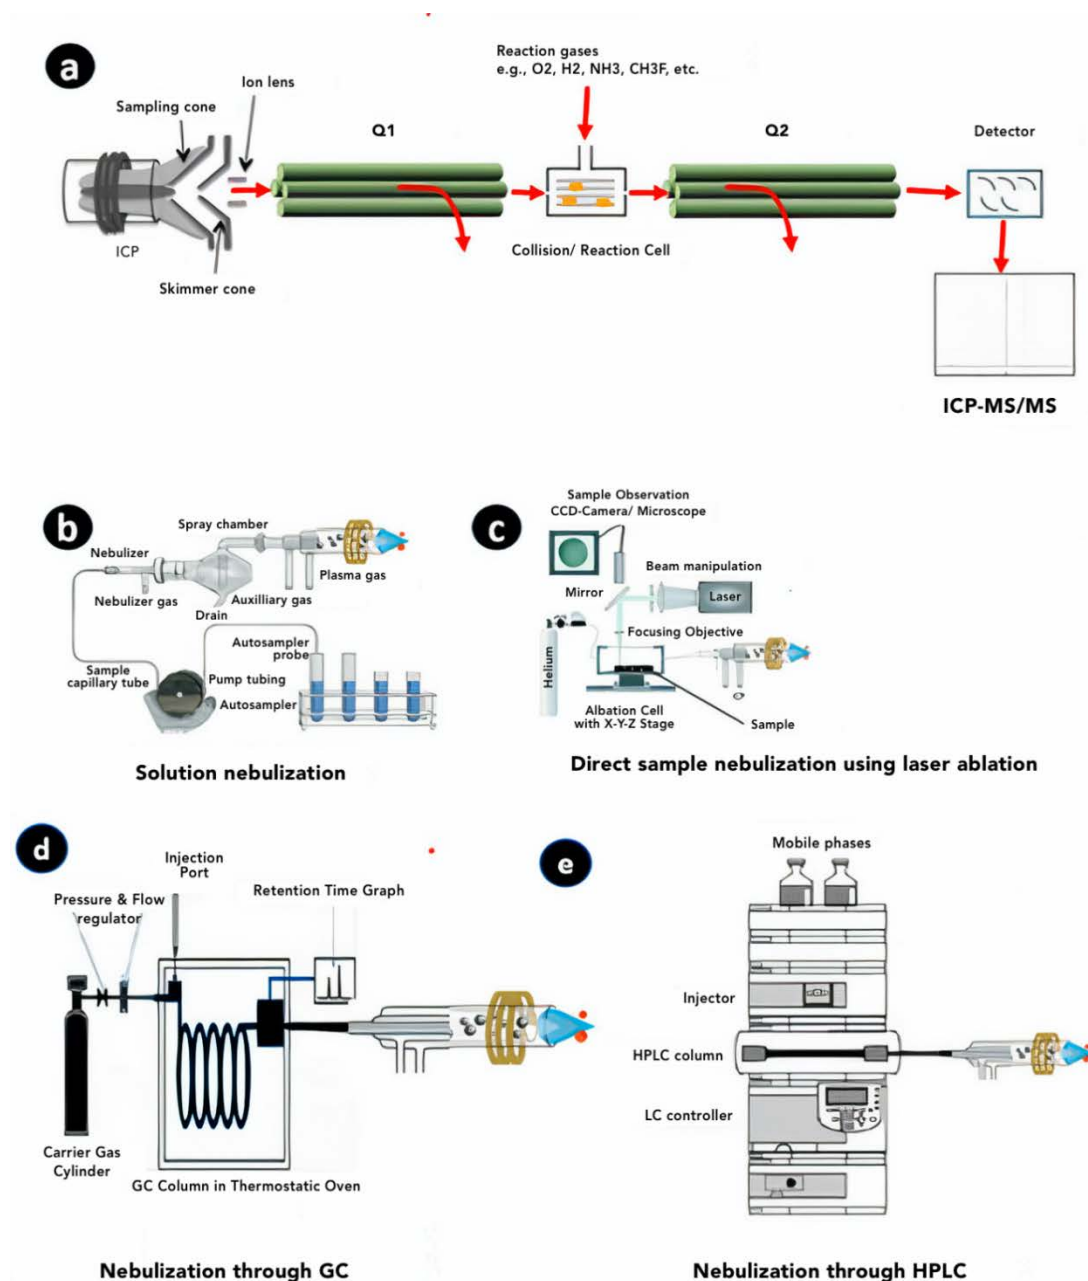 a
Reaction gases
e.g., O2, H2, NH3, CH3F, etc.
Ion lens
Sampling cone
Q1
Q2
Detector
ICP
Collision/ Reaction Cell
Skimmer cone
ICP-MS/MS
b
Spray chamber
Nebulizer
Plasma gas
Nebulizer gas
Auxilliary gas
Drain
Autosampler
probe
Sample
capillary tube
Pump tubing
Autosampler
Solution nebulization
c
Sample Observation
CCD-Camera/ Microscope
Beam manipulation
Mirror
Laser
Focusing Objective
Helium
Albation Cell
with X-Y-Z Stage
Sample
Direct sample nebulization using laser ablation
d
Injection
Port
Retention Time Graph
Pressure & Flow
regulator
Carrier Gas
Cylinder
GC Column in Thermostatic Oven
Nebulization through GC
e
Mobile phases
Injector
HPLC column
LC controller
Nebulization through HPLC